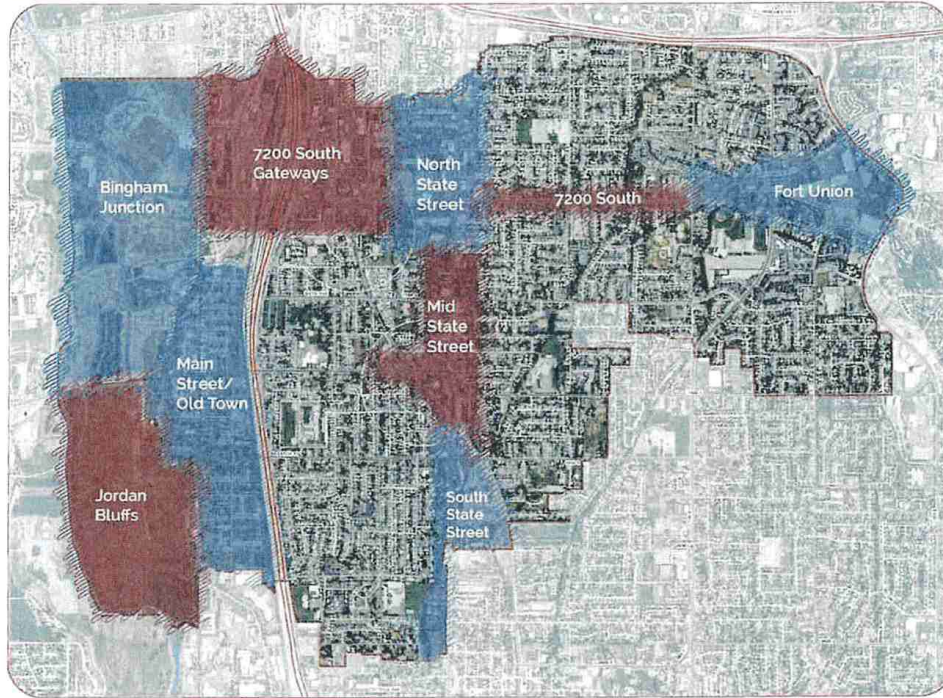 7200 South
Gateways
Bingham
Junction
North
State
Street
7200 South
Fort Union
Mid
State
Street
Main
Street/
Old Town
Jordan
Bluffs
South
State
Street